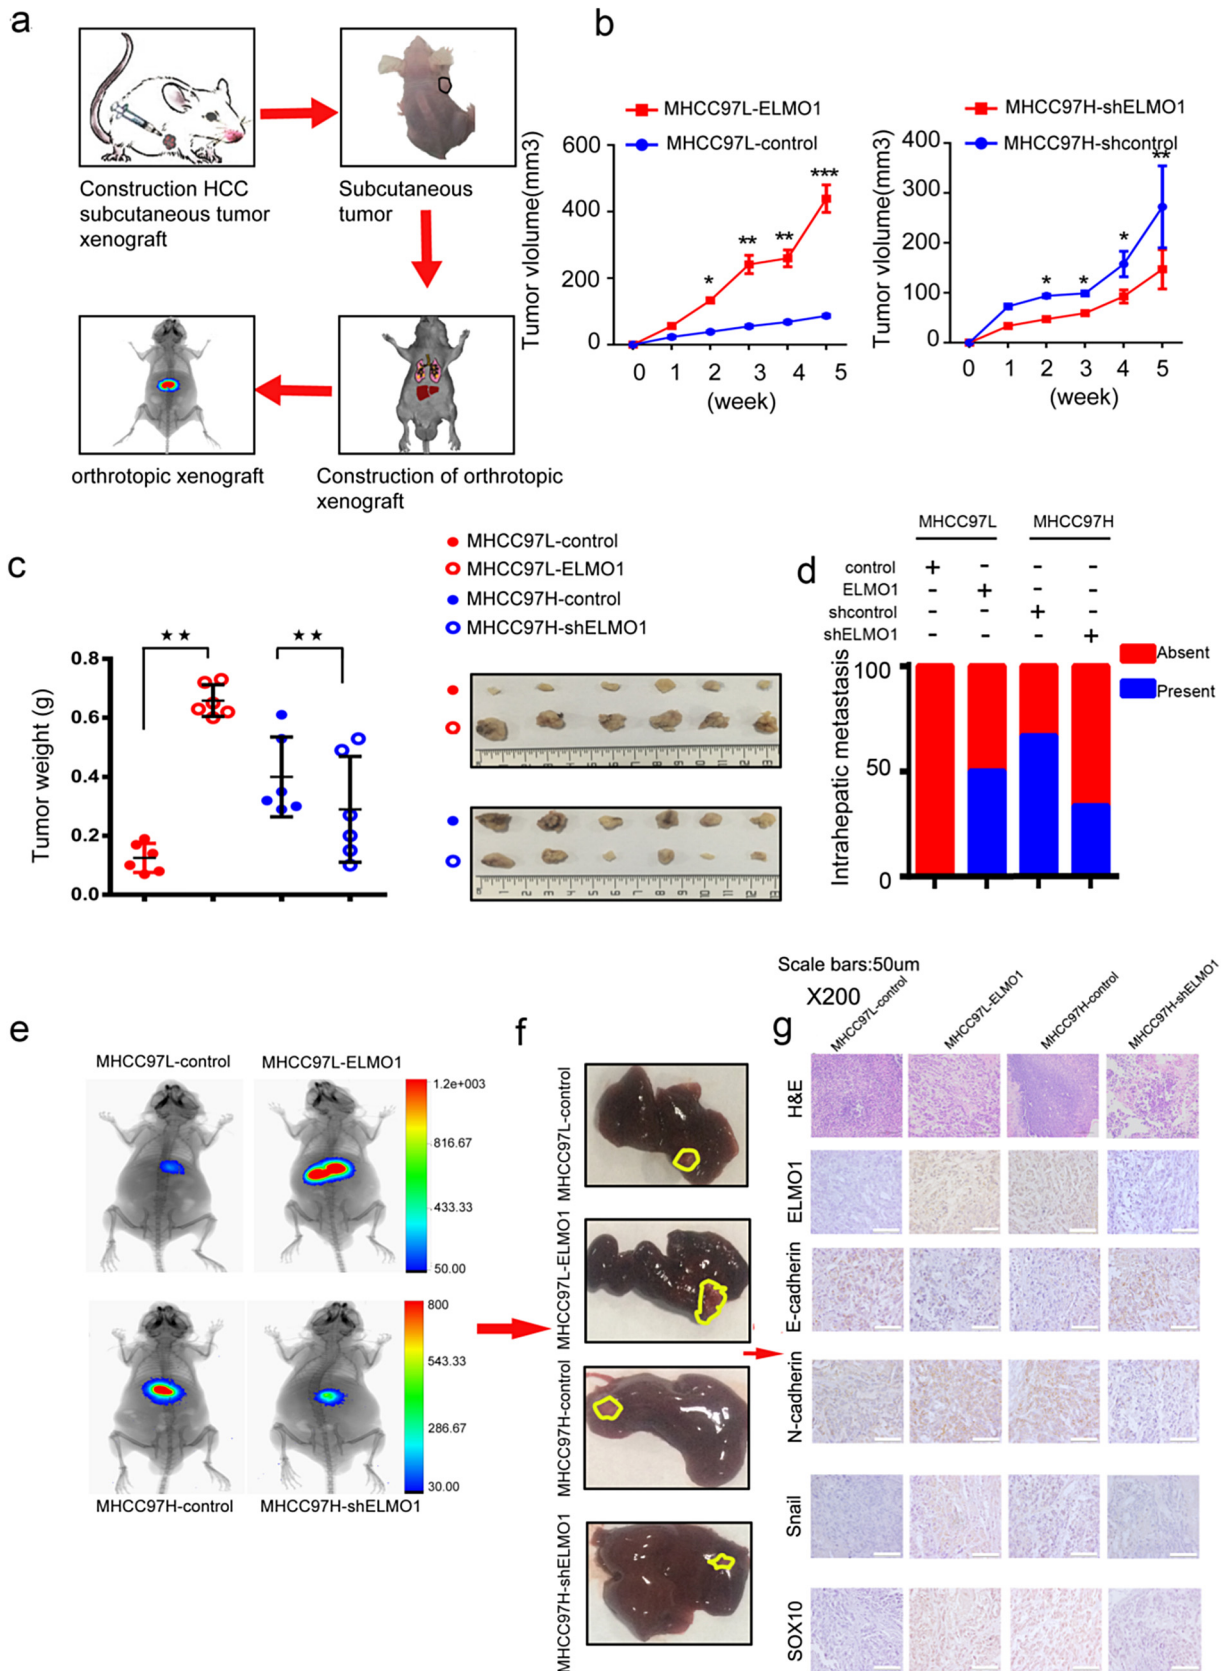 a
Construction HCC
subcutaneous tumor
xenograft
Subcutaneous
tumor
orthrotopic xenograft
Construction of orthrotopic
xenograft
b
MHCC97L-ELMO1
MHCC97L-control
Tumor vlolume(mm3)
600
400
200
0
*
**
**
***
0 1 2 3 4 5
(week)
MHCC97H-shELMO1
MHCC97H-shcontrol
Tumor vlolume(mm3)
400
300
200
100
0
*
*
*
**
0 1 2 3 4 5
(week)
c
MHCC97L-control
MHCC97L-ELMO1
MHCC97H-control
MHCC97H-shELMO1
Tumor weight (g)
0.8
0.6
0.4
0.2
0.0
★★
★★
d
MHCC97L MHCC97H
control + - - -
ELMO1 - + - -
shcontrol - - + -
shELMO1 - - - +
Intrahepatic metastasis
100
50
0
Absent
Present
e
MHCC97L-control
MHCC97L-ELMO1
1.2e+003
816.67
433.33
50.00
800
543.33
286.67
30.00
MHCC97H-control
MHCC97H-shELMO1
f
MHCC97L-control
MHCC97L-ELMO1
MHCC97H-control
MHCC97H-shELMO1
Scale bars:50um
X200
g
MHCC97L-control
MHCC97L-ELMO1
MHCC97H-control
MHCC97H-shELMO1
H&E
ELMO1
E-cadherin
N-cadherin
Snail
SOX10